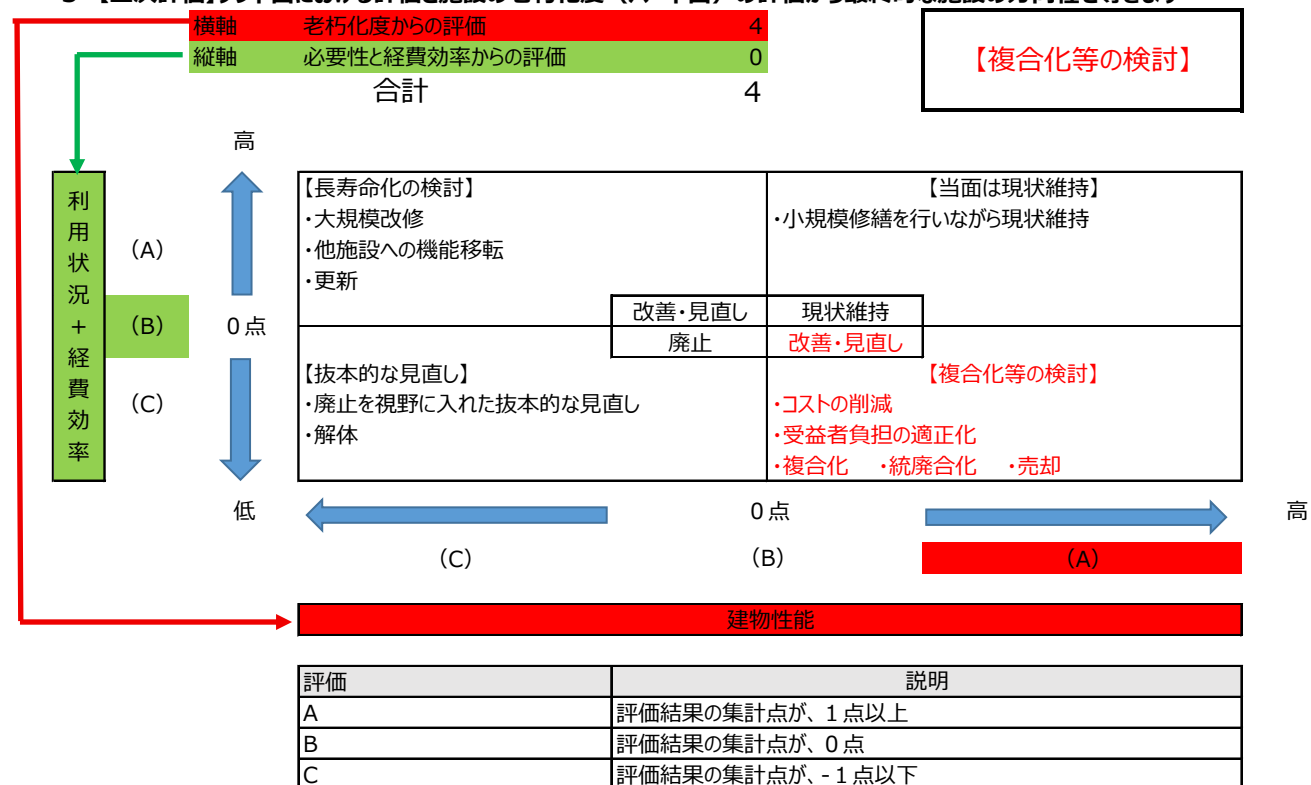 横軸 老朽化度からの評価 4
縦軸 必要性と経費効率からの評価 0
合計 4
【複合化等の検討】
高
利用状況+経費効率
（A）
（B）
（C）
０点
低
【長寿命化の検討】
・大規模改修
・他施設への機能移転
・更新
【当面は現状維持】
・小規模修繕を行いながら現状維持
改善・見直し 現状維持
廃止 改善・見直し
【抜本的な見直し】
・廃止を視野に入れた抜本的な見直し
・解体
【複合化等の検討】
・コストの削減
・受益者負担の適正化
・複合化 ・統廃合化 ・売却
０点 高
（C） （B） （A）
建物性能
評価 説明
A 評価結果の集計点が、１点以上
B 評価結果の集計点が、０点
C 評価結果の集計点が、-１点以下